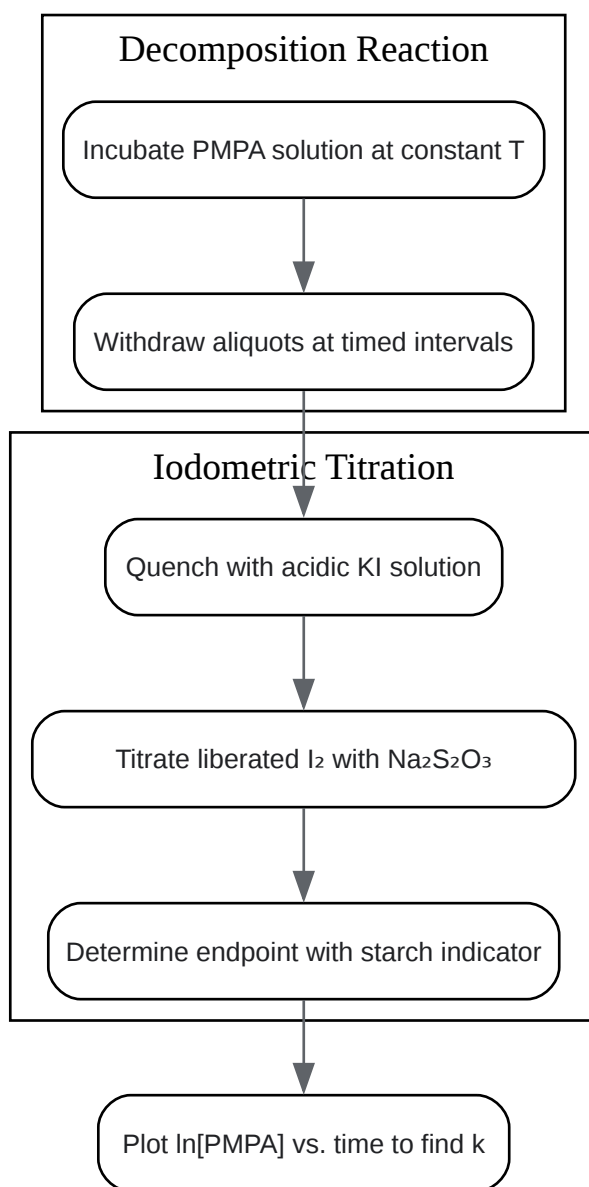 Decomposition Reaction
Incubate PMPA solution at constant T
Withdraw aliquots at timed intervals
Iodometric Titration
Quench with acidic KI solution
Titrate liberated I₂ with Na₂S₂O₃
Determine endpoint with starch indicator
Plot ln[PMPA] vs. time to find k